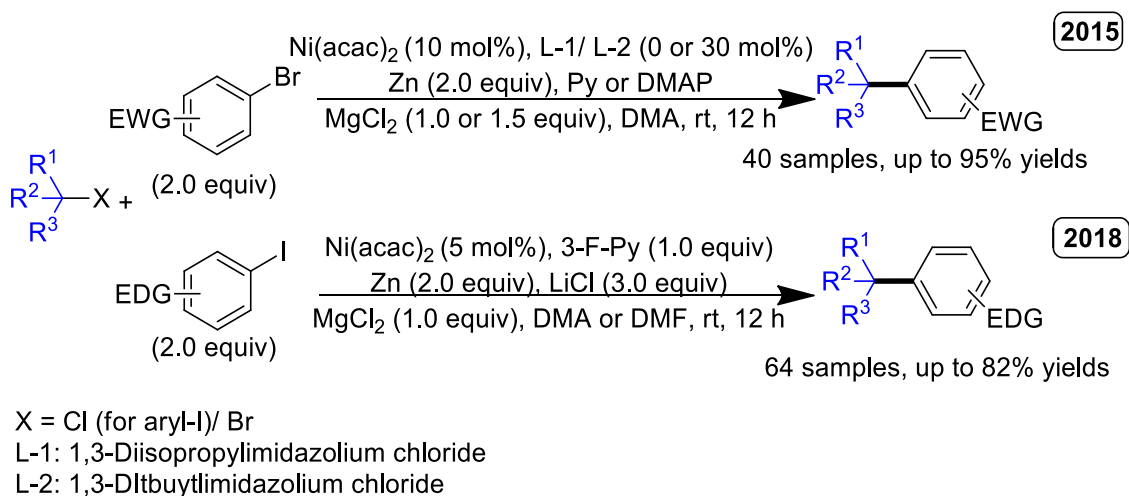 Ni(acac)2 (10 mol%), L-1/ L-2 (0 or 30 mol%)
2015
Br
Zn (2.0 equiv), Py or DMAP
EWG
MgCl2 (1.0 or 1.5 equiv), DMA, rt, 12 h
R1
R2
R3
EWG
(2.0 equiv)
40 samples, up to 95% yields
R1
R2
R3
X +
Ni(acac)2 (5 mol%), 3-F-Py (1.0 equiv)
2018
I
Zn (2.0 equiv), LiCl (3.0 equiv)
EDG
MgCl2 (1.0 equiv), DMA or DMF, rt, 12 h
R1
R2
R3
EDG
(2.0 equiv)
64 samples, up to 82% yields
X = Cl (for aryl-I)/ Br
L-1: 1,3-Diisopropylimidazolium chloride
L-2: 1,3-DItbuytlimidazolium chloride